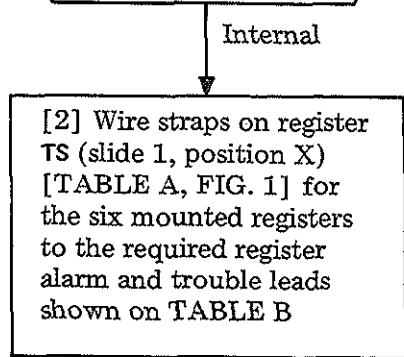 Internal
[2] Wire straps on register
TS (slide 1, position X)
[TABLE A, FIG. 1] for
the six mounted registers
to the required register
alarm and trouble leads
shown on TABLE B